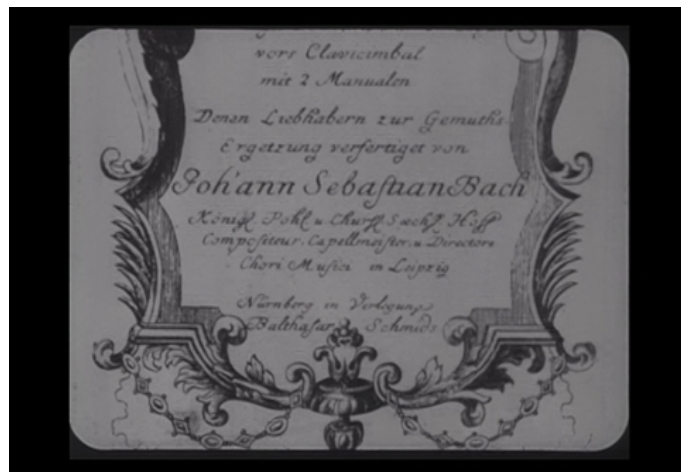 vors Clavicimbal
mit 2 Manualen
Denen Liebhabern zur Gemüths-
Ergetzung verfertiget von
Johann Sebastian Bach
Königl. Pohl. u. Churfl. Sæchs. Hoff
Compositeur, Capellmeister, u. Directore
Chori Musici in Leipzig
Nürnberg in Verlegung
Balthasar Schmids